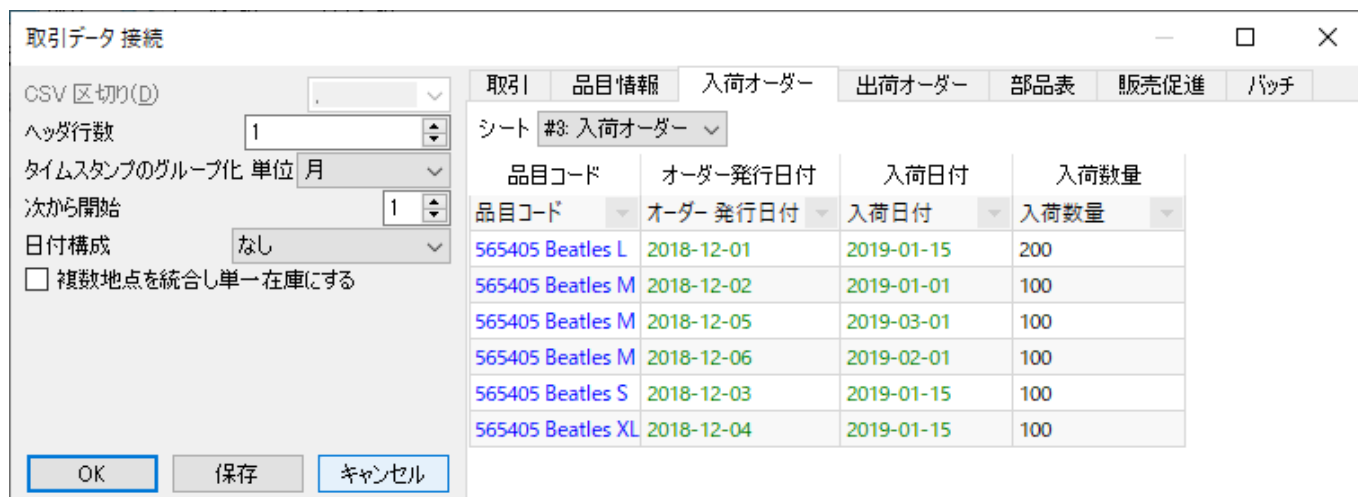 取引データ 接続
CSV 区切り(D)
,
ヘッダ行数
1
タイムスタンプのグループ化 単位 月
次から開始
1
日付構成
なし
複数地点を統合し単一在庫にする
OK 保存 キャンセル
取引 品目情報 入荷オーダー 出荷オーダー 部品表 販売促進 バッチ
シート #3: 入荷オーダー
品目コード オーダー発行日付 入荷日付 入荷数量
品目コード オーダー 発行日付 入荷日付 入荷数量
565405 Beatles L 2018-12-01 2019-01-15 200
565405 Beatles M 2018-12-02 2019-01-01 100
565405 Beatles M 2018-12-05 2019-03-01 100
565405 Beatles M 2018-12-06 2019-02-01 100
565405 Beatles S 2018-12-03 2019-01-15 100
565405 Beatles XL 2018-12-04 2019-01-15 100